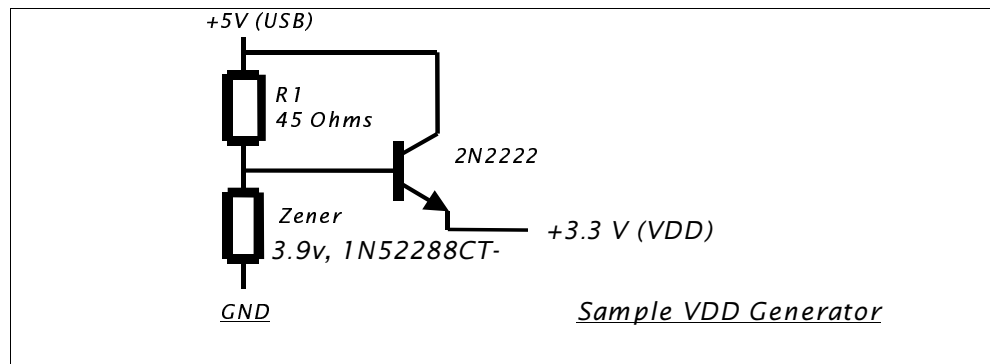 +5V (USB)
R1
45 Ohms
2N2222
Zener
3.9v, 1N52288CT-
+3.3 V (VDD)
GND
Sample VDD Generator